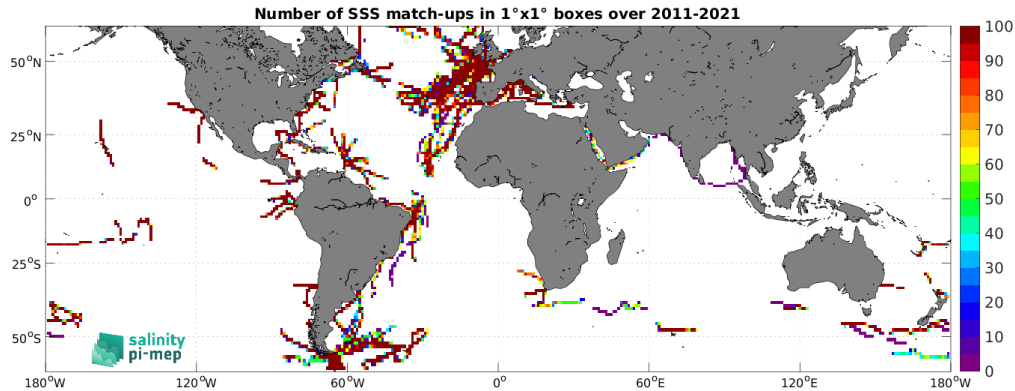 Number of SSS match-ups in 1°x1° boxes over 2011-2021
100
90
80
70
60
50
40
30
20
10
0
50°N
25°N
0°
25°S
50°S
salinity
pi-mep
180°W
120°W
60°W
0°
60°E
120°E
180°W